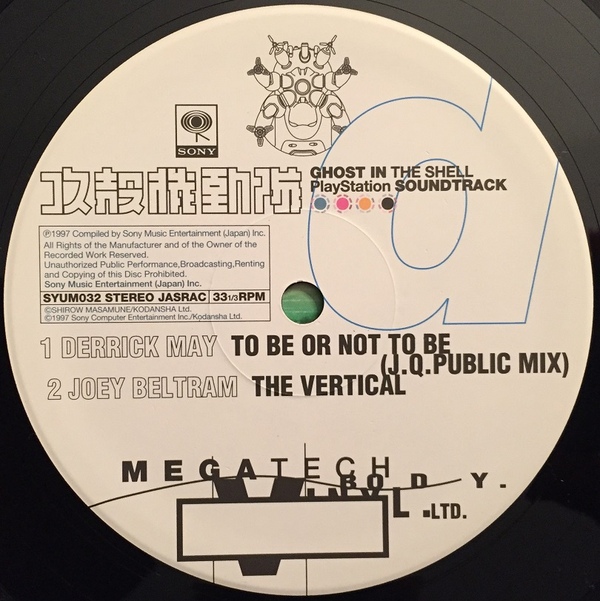 SONY
攻殻機動隊
GHOST IN THE SHELL
PlayStation SOUNDTRACK
a
℗1997 Compiled by Sony Music Entertainment (Japan) Inc.
All Rights of the Manufacturer and of the Owner of the
Recorded Work Reserved.
Unauthorized Public Performance,Broadcasting,Renting
and Copying of this Disc Prohibited.
Sony Music Entertainment (Japan) Inc.
SYUM032 STEREO JASRAC 33 1/3 RPM
©SHIROW MASAMUNE/KODANSHA Ltd.
©1997 Sony Computer Entertainment Inc./Kodansha Ltd.
1 DERRICK MAY TO BE OR NOT TO BE
(J.Q.PUBLIC MIX)
2 JOEY BELTRAM THE VERTICAL
MEGATECH
BODY.
LTD.